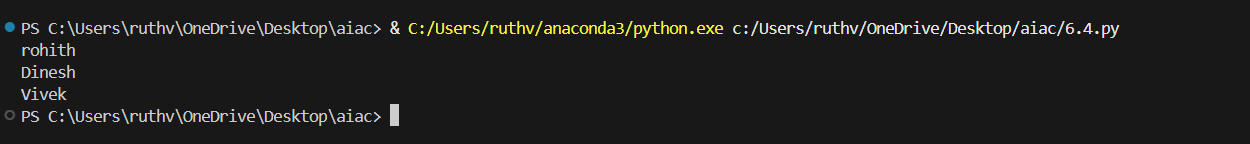 PS C:\Users\ruthv\OneDrive\Desktop\aiac> & C:/Users/ruthv/anaconda3/python.exe c:/Users/ruthv/OneDrive/Desktop/aiac/6.4.py
rohith
Dinesh
Vivek
PS C:\Users\ruthv\OneDrive\Desktop\aiac>